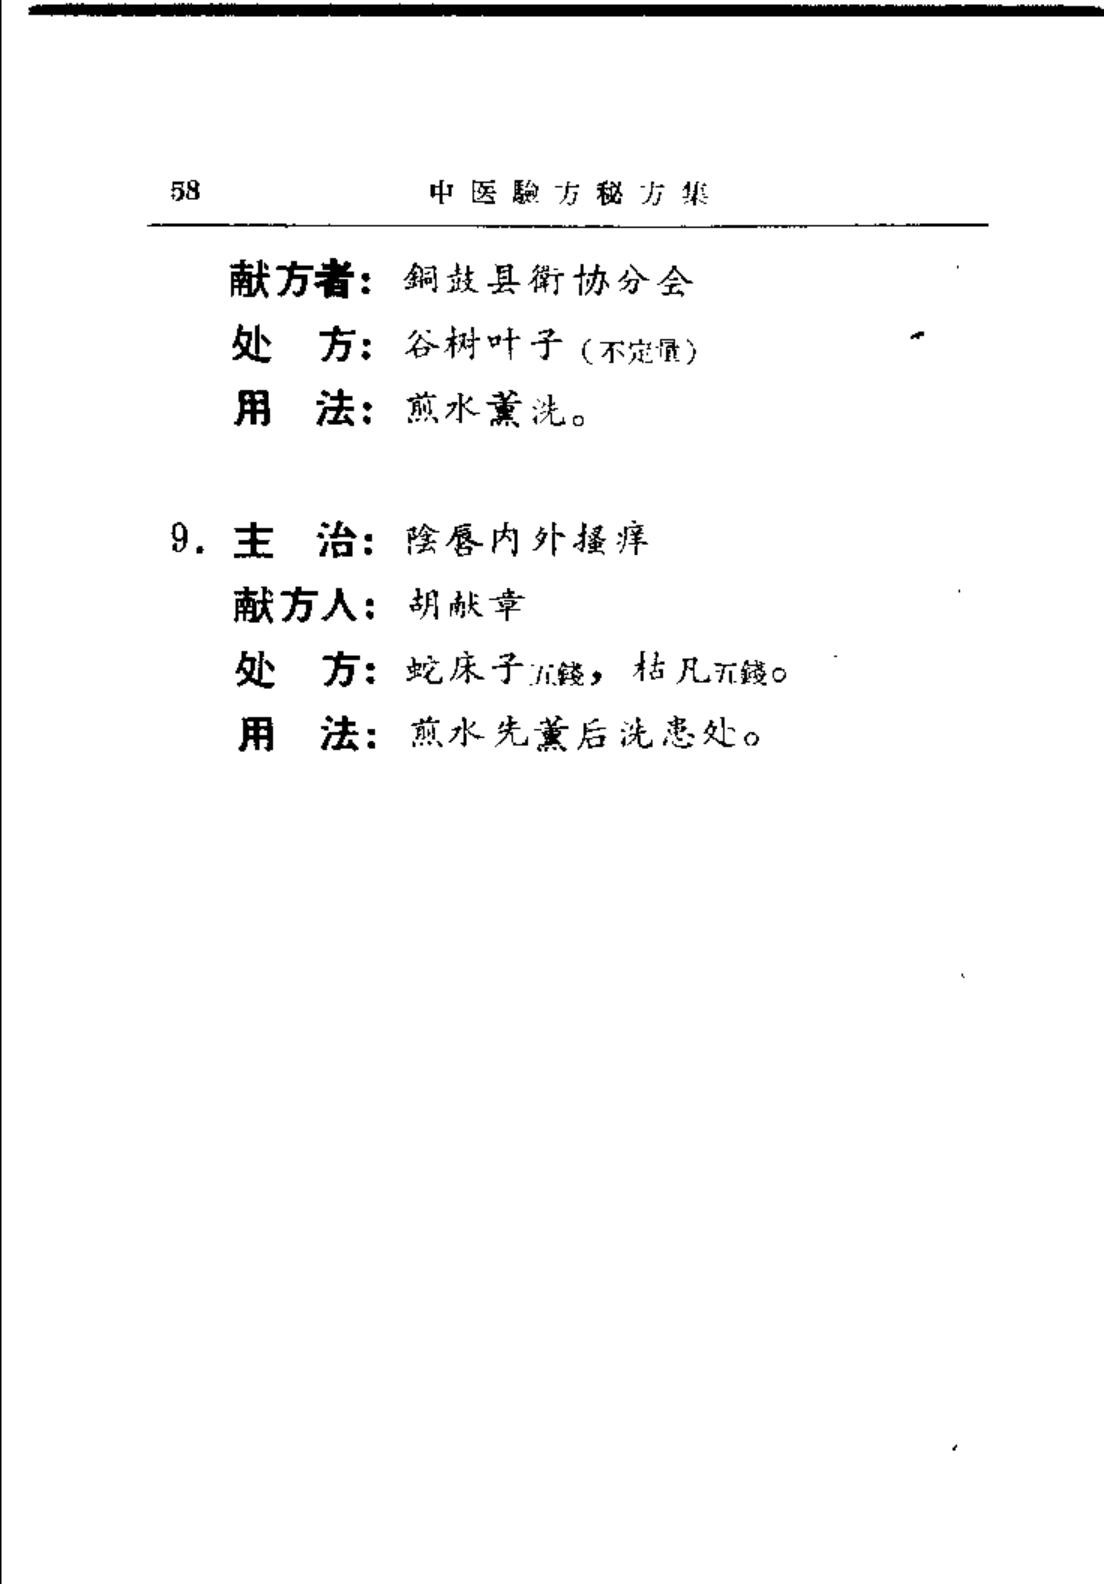 58 中医驗方秘方集
献方者：銅鼓县衛协分会
处　方：谷树叶子（不定量）
用　法：煎水薰洗。
9. 主　治：陰唇内外搔痒
献方人：胡献章
处　方：蛇床子五錢，枯凡五錢。
用　法：煎水先薰后洗患处。